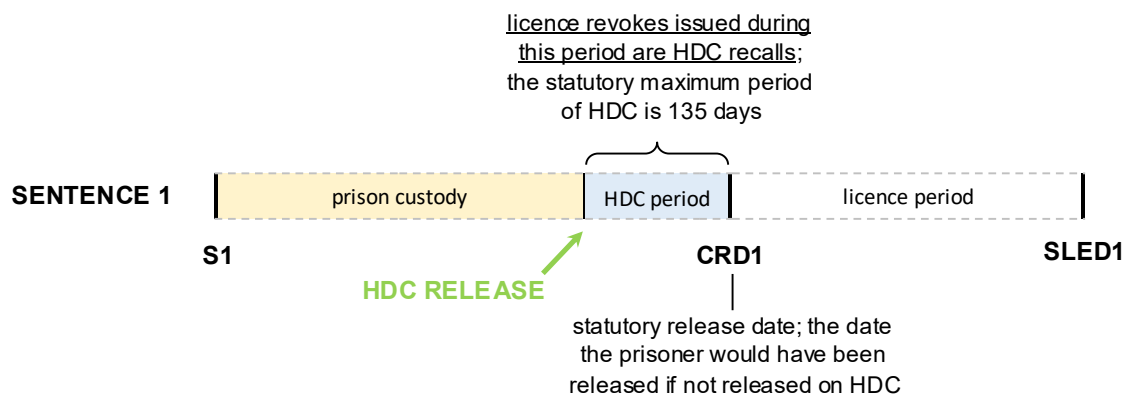 licence revokes issued during
this period are HDC recalls;
the statutory maximum period
of HDC is 135 days
SENTENCE 1
prison custody
HDC period
licence period
S1
CRD1
SLED1
HDC RELEASE
statutory release date; the date
the prisoner would have been
released if not released on HDC